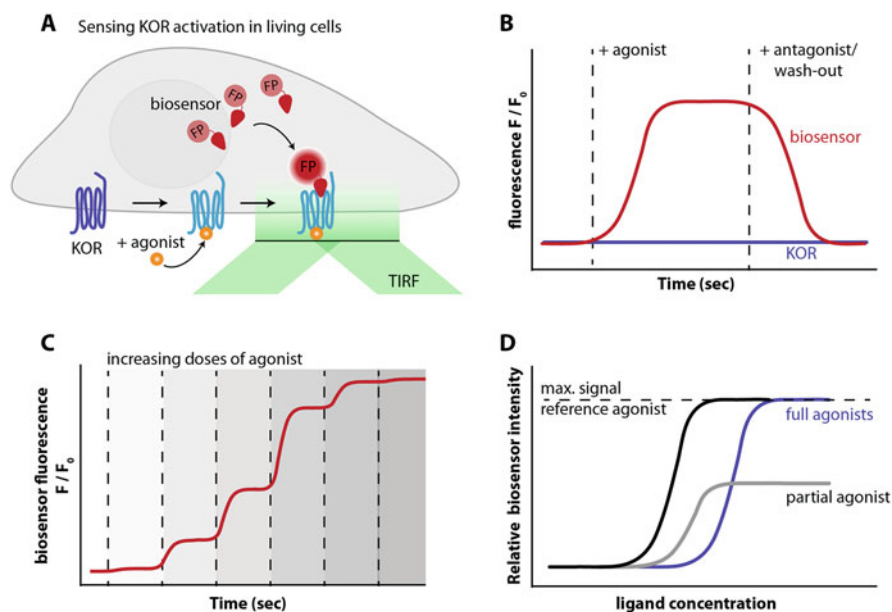 A
Sensing KOR activation in living cells
biosensor
FP
FP
FP
FP
KOR
+ agonist
TIRF
B
+ agonist
+ antagonist/
wash-out
fluorescence F / F0
biosensor
KOR
Time (sec)
C
increasing doses of agonist
biosensor fluorescence
F / F0
Time (sec)
D
max. signal
reference agonist
full agonists
partial agonist
Relative biosensor intensity
ligand concentration